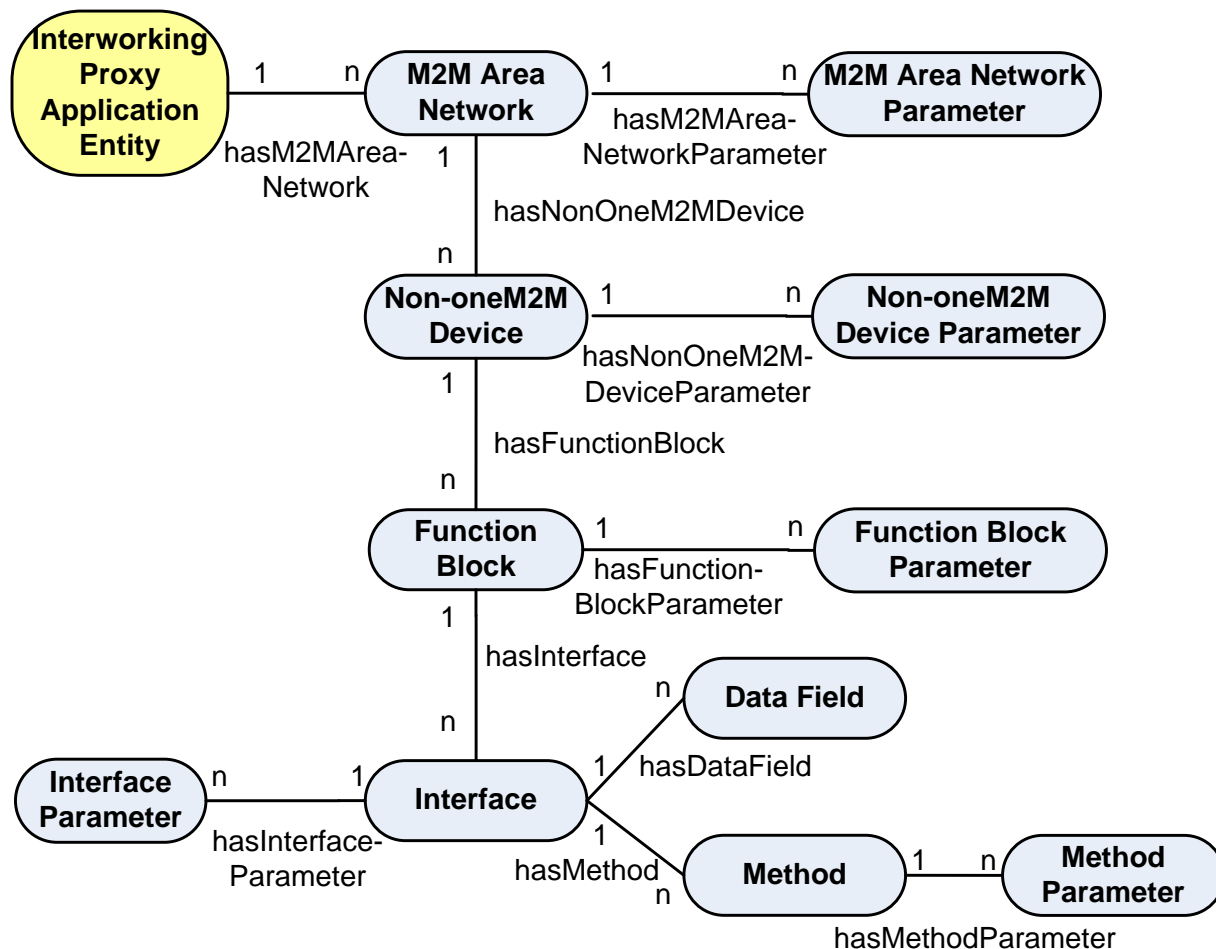 Interworking
Proxy
Application
Entity
1
n
hasM2MArea-
Network
M2M Area
Network
1
n
hasM2MArea-
NetworkParameter
M2M Area Network
Parameter
1
hasNonOneM2MDevice
n
Non-oneM2M
Device
1
n
hasNonOneM2M-
DeviceParameter
Non-oneM2M
Device Parameter
1
hasFunctionBlock
n
Function
Block
1
n
hasFunction-
BlockParameter
Function Block
Parameter
1
hasInterface
n
Interface
Parameter
n
1
hasInterface-
Parameter
Interface
n
1
hasDataField
Data Field
1
hasMethod
n
Method
1
n
hasMethodParameter
Method
Parameter